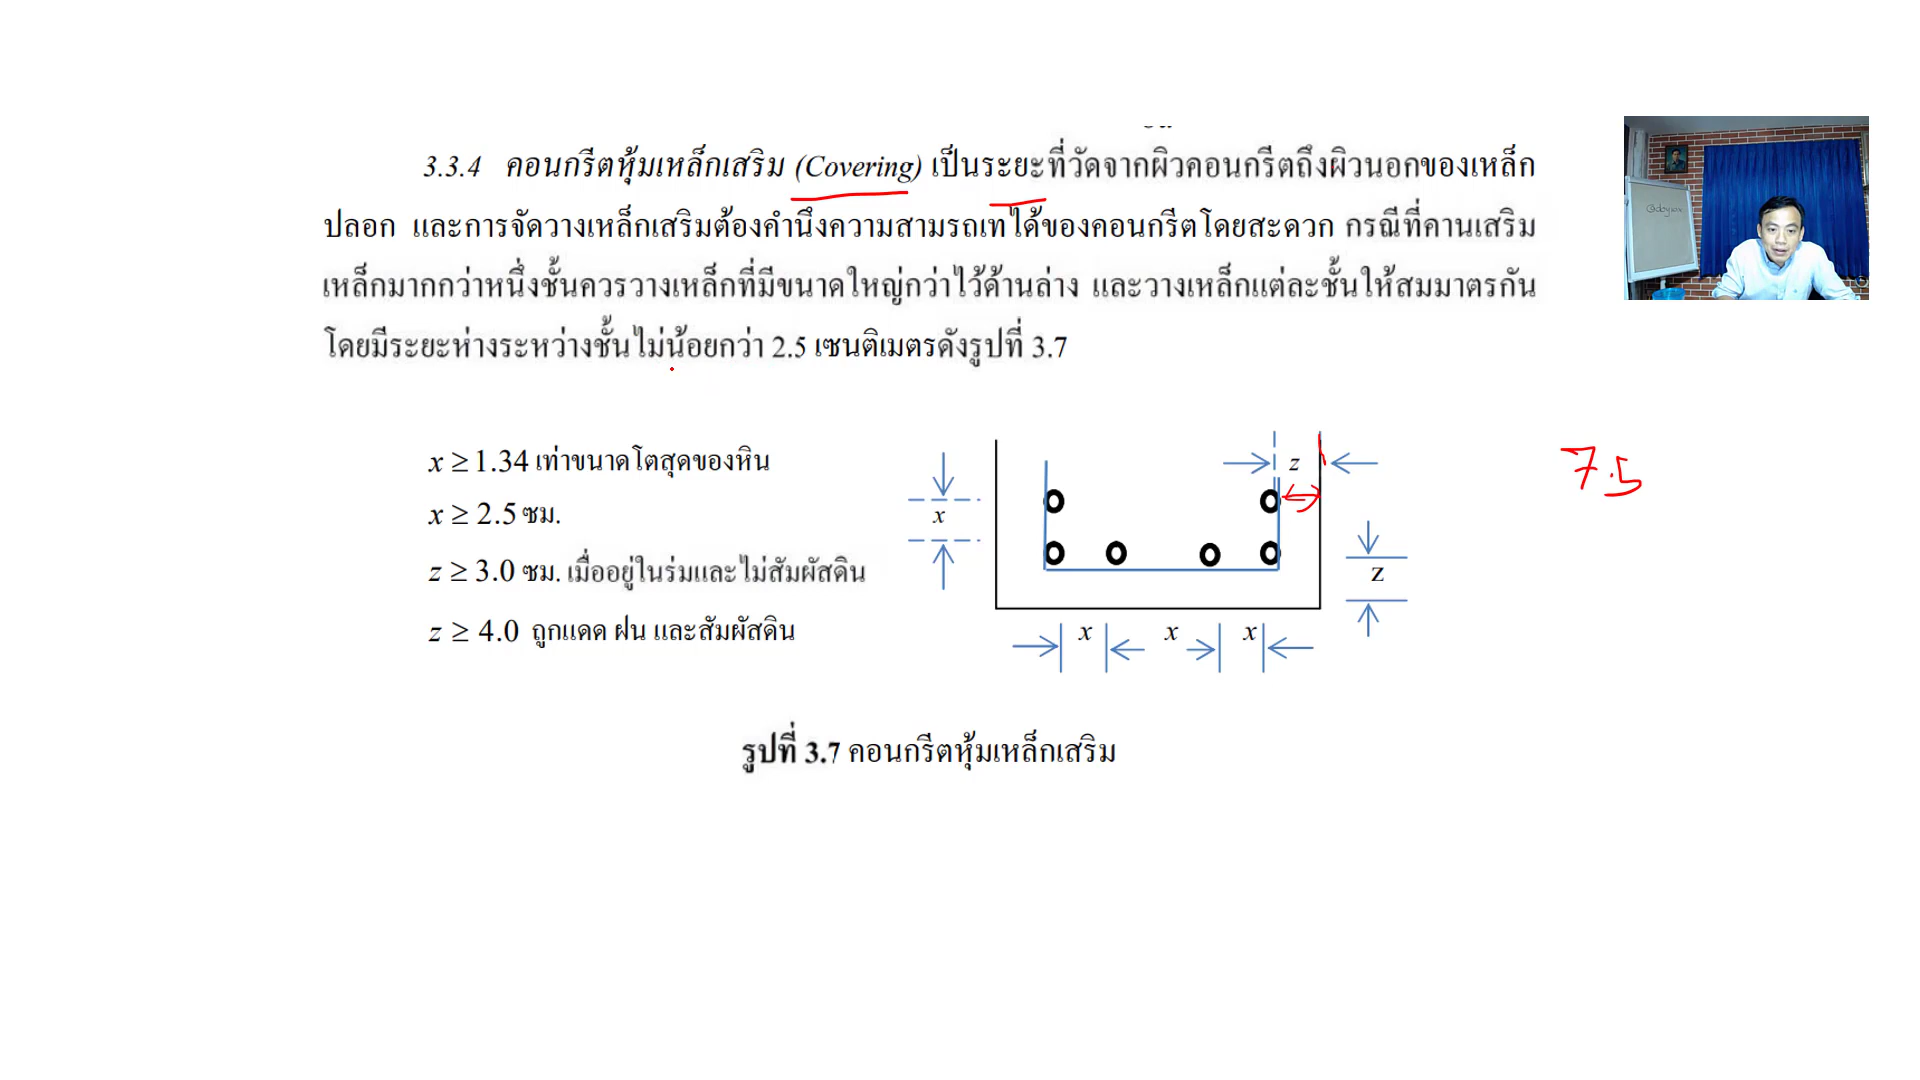 3.3.4 คอนกรีตหุ้มเหล็กเสริม (Covering) เป็นระยะที่วัดจากผิวคอนกรีตถึงผิวนอกของเหล็ก
ปลอก และการจัดวางเหล็กเสริมต้องคำนึงความสามรถเทได้ของคอนกรีตโดยสะดวก กรณีที่คานเสริม
เหล็กมากกว่าหนึ่งชั้นควรวางเหล็กที่มีขนาดใหญ่กว่าไว้ด้านล่าง และวางเหล็กแต่ละชั้นให้สมมาตรกัน
โดยมีระยะห่างระหว่างชั้นไม่น้อยกว่า 2.5 เซนติเมตรดังรูปที่ 3.7
x ≥ 1.34 เท่าขนาดโตสุดของหิน
x ≥ 2.5 ซม.
z ≥ 3.0 ซม. เมื่ออยู่ในร่มและไม่สัมผัสดิน
z ≥ 4.0 ถูกแดด ฝน และสัมผัสดิน
z
x
z
x x x
7.5
รูปที่ 3.7 คอนกรีตหุ้มเหล็กเสริม